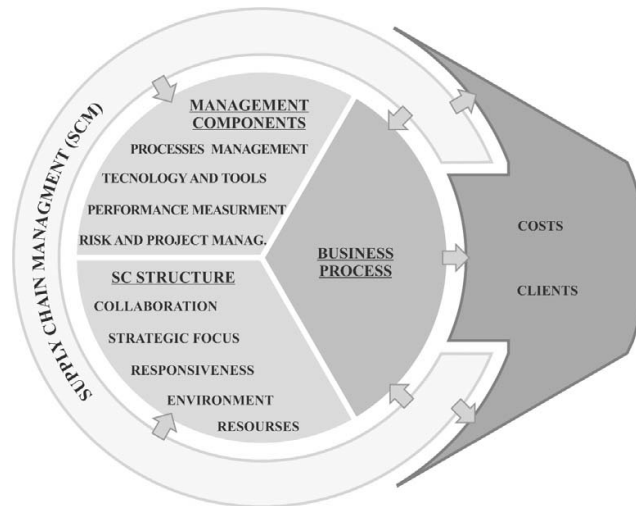 SUPPLY CHAIN MANAGMENT (SCM)
MANAGEMENT
COMPONENTS
PROCESSES MANAGEMENT
TECNOLOGY AND TOOLS
PERFORMANCE MEASURMENT
RISK AND PROJECT MANAG.
SC STRUCTURE
COLLABORATION
STRATEGIC FOCUS
RESPONSIVENESS
ENVIRONMENT
RESOURSES
BUSINESS
PROCESS
COSTS
CLIENTS